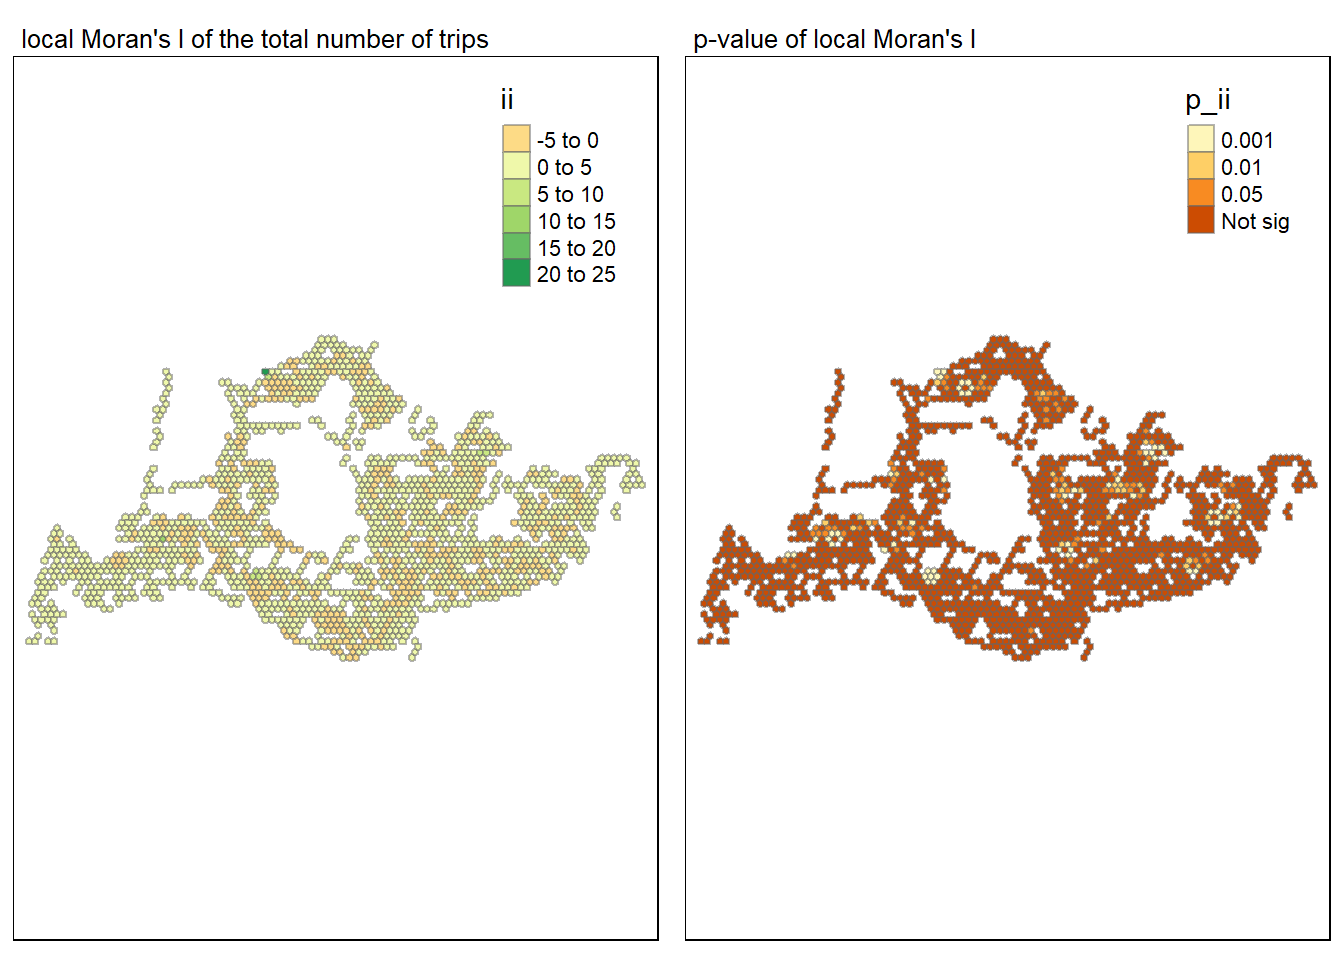 local Moran's I of the total number of trips
ii
-5 to 0
0 to 5
5 to 10
10 to 15
15 to 20
20 to 25
p-value of local Moran's I
p_ii
0.001
0.01
0.05
Not sig